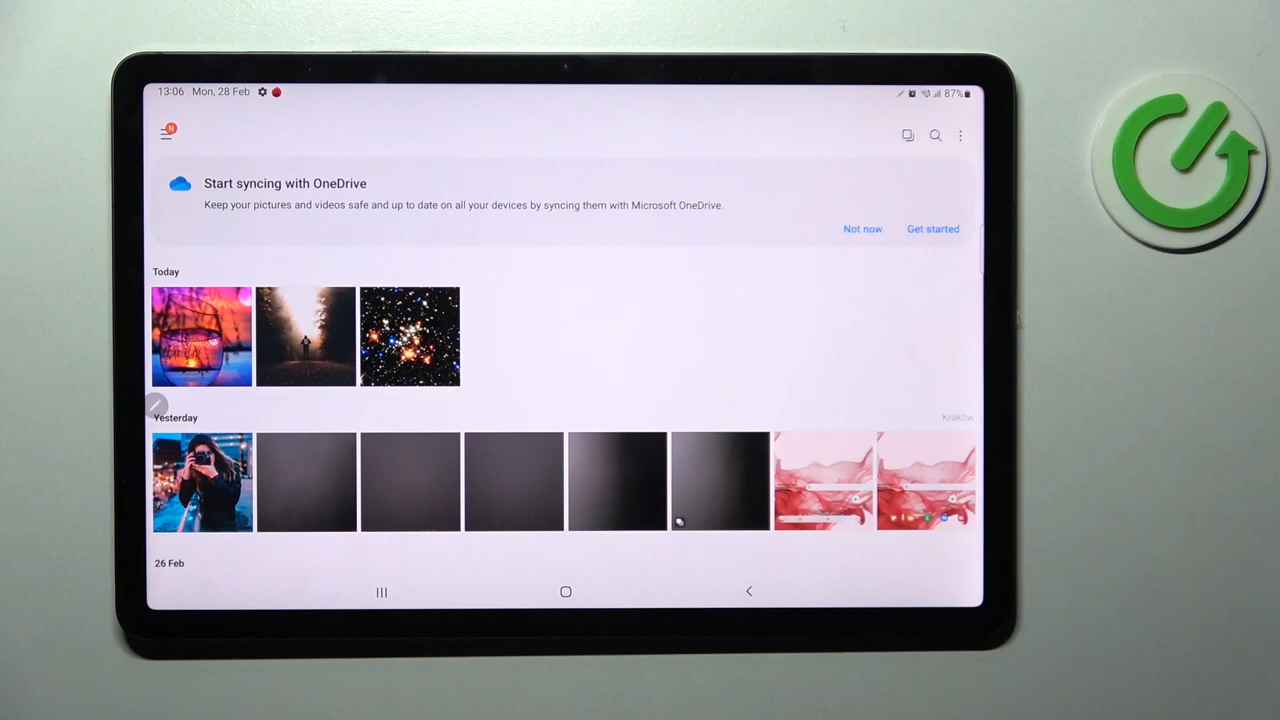 13:06 Mon, 28 Feb 87%
N
Start syncing with OneDrive
Keep your pictures and videos safe and up to date on all your devices by syncing them with Microsoft OneDrive.
Not now Get started
Today
Yesterday Kraków
26 Feb